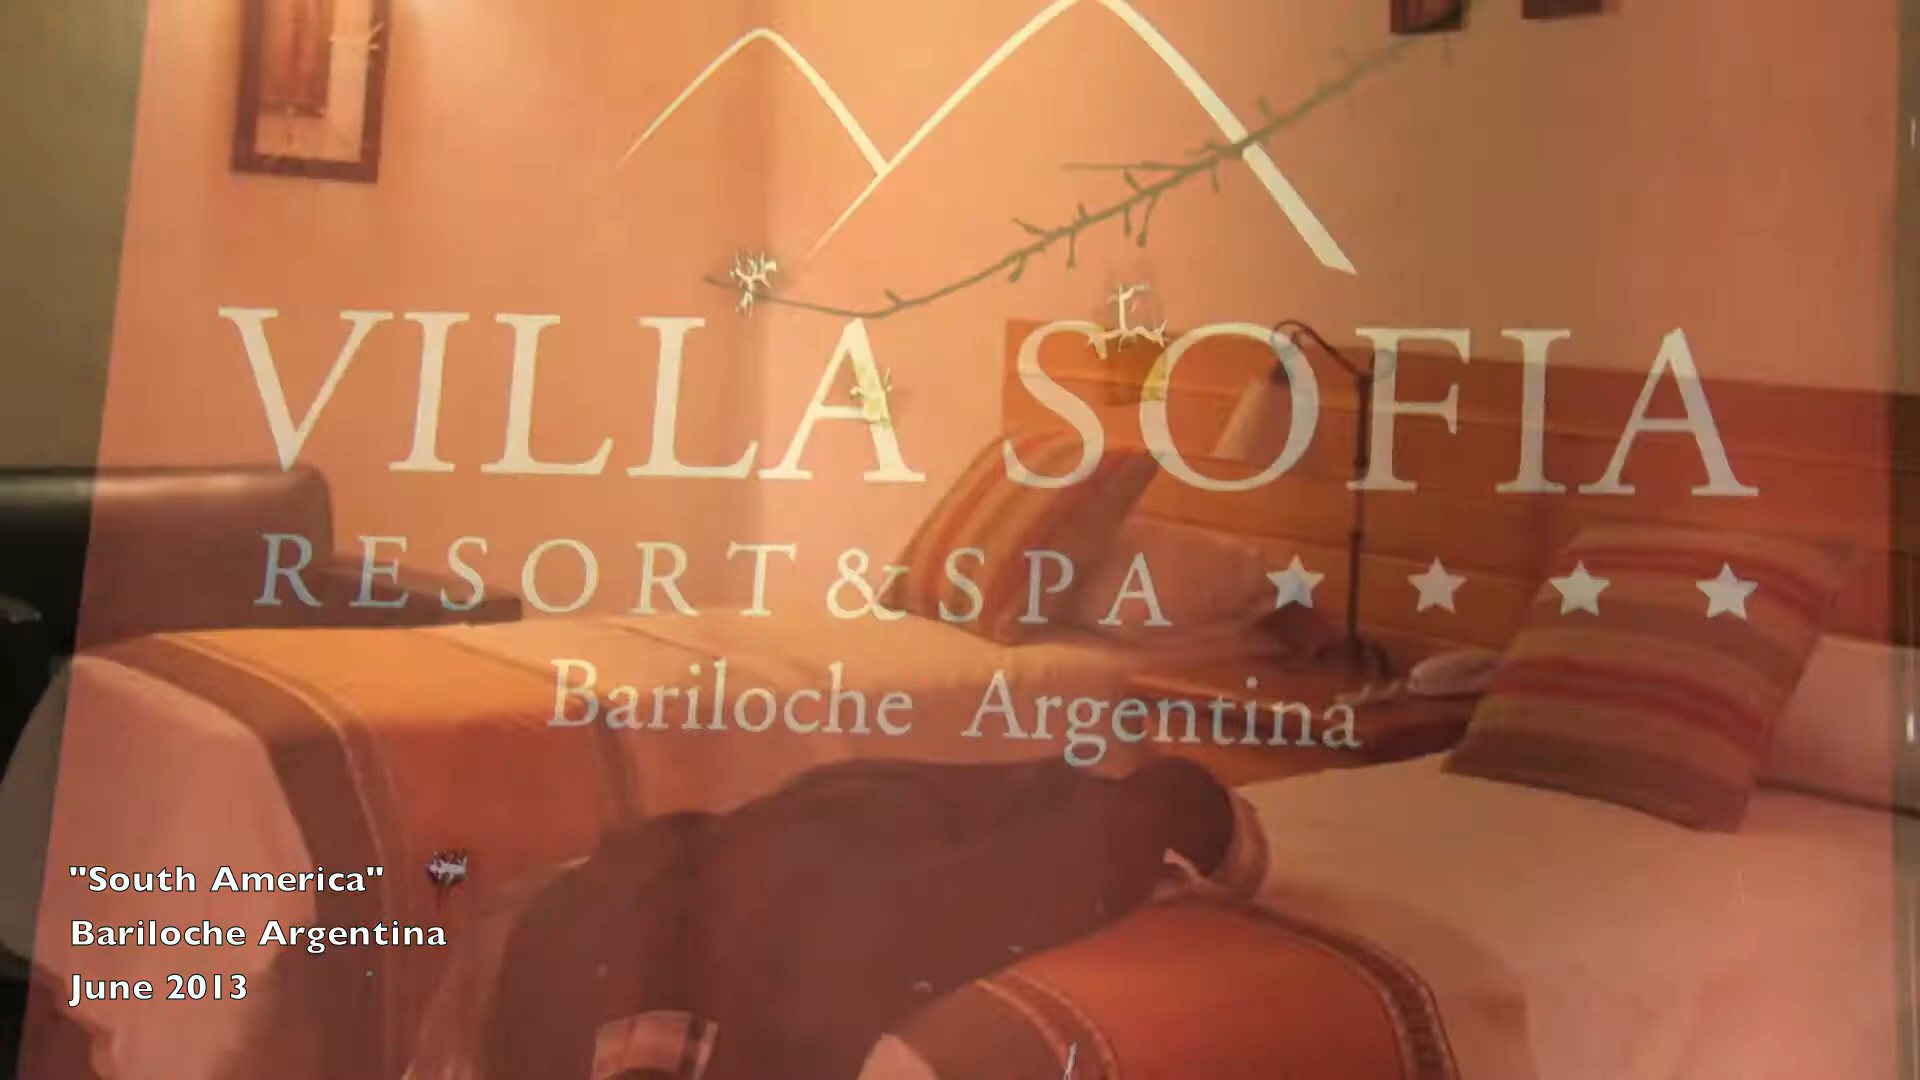 VILLA SOFIA
RESORT & SPA ★ ★ ★ ★
Bariloche Argentina
"South America"
Bariloche Argentina
June 2013